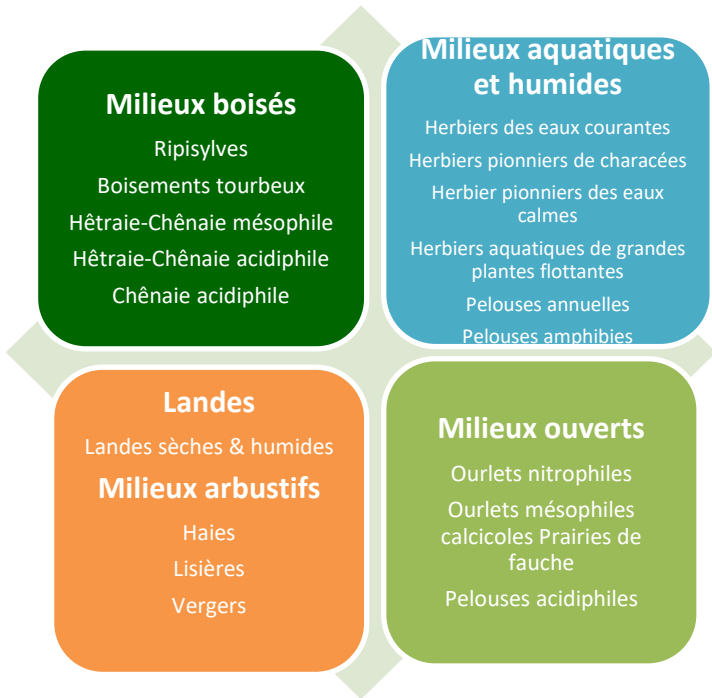 Milieux boisés
Ripisylves
Boisements tourbeux
Hêtraie-Chênaie mésophile
Hêtraie-Chênaie acidiphile
Chênaie acidiphile
Milieux aquatiques
et humides
Herbiers des eaux courantes
Herbiers pionniers de characées
Herbier pionniers des eaux
calmes
Herbiers aquatiques de grandes
plantes flottantes
Pelouses annuelles
Pelouses amphibies
Landes
Landes sèches & humides
Milieux arbustifs
Haies
Lisières
Vergers
Milieux ouverts
Ourlets nitrophiles
Ourlets mésophiles
calcicoles Prairies de
fauche
Pelouses acidiphiles